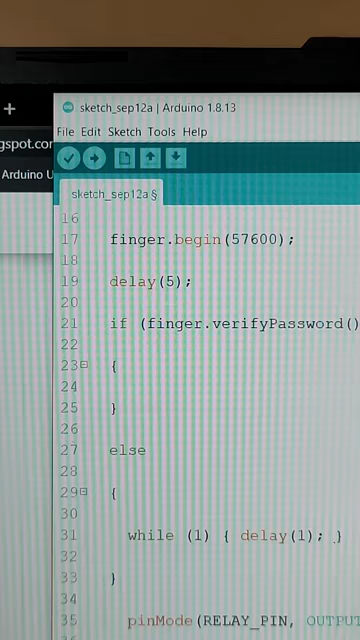 sketch_sep12a | Arduino 1.8.13
+
File Edit Sketch Tools Help
gspot.com
Arduino U
sketch_sep12a §
16
17 finger.begin(57600);
18
19 delay(5);
20
21 if (finger.verifyPassword()
22
23 {
24
25 }
26
27 else
28
29 {
30
31 while (1) { delay(1); }
32
33 }
34
35 pinMode(RELAY_PIN, OUTPUT